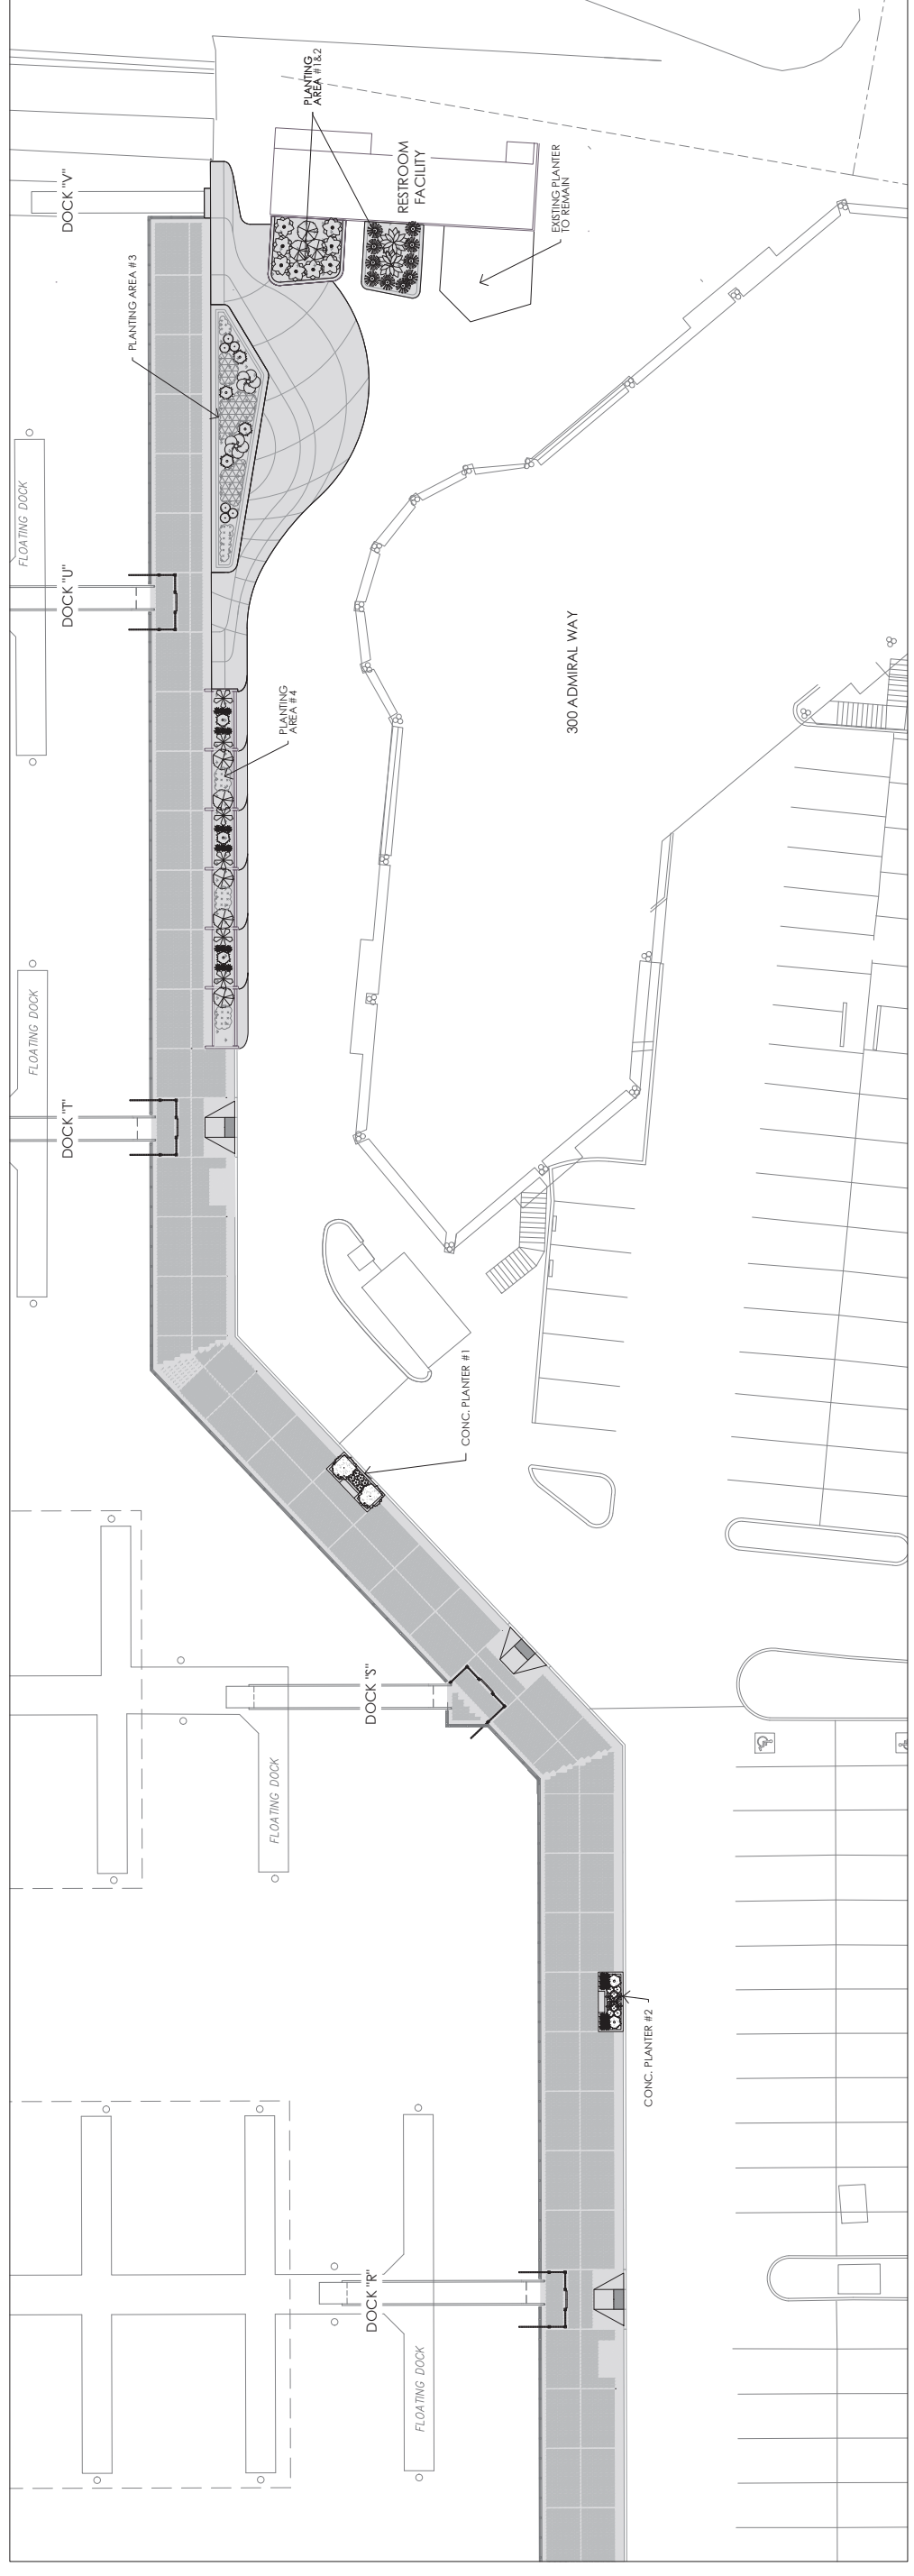 DOCK "V"
PLANTING
AREA #1&2
RESTROOM
FACILITY
EXISTING PLANTER
TO REMAIN
PLANTING AREA #3
FLOATING DOCK
DOCK "U"
PLANTING
AREA #4
300 ADMIRAL WAY
FLOATING DOCK
DOCK "T"
CONC. PLANTER #1
DOCK "S"
FLOATING DOCK
CONC. PLANTER #2
DOCK "R"
FLOATING DOCK